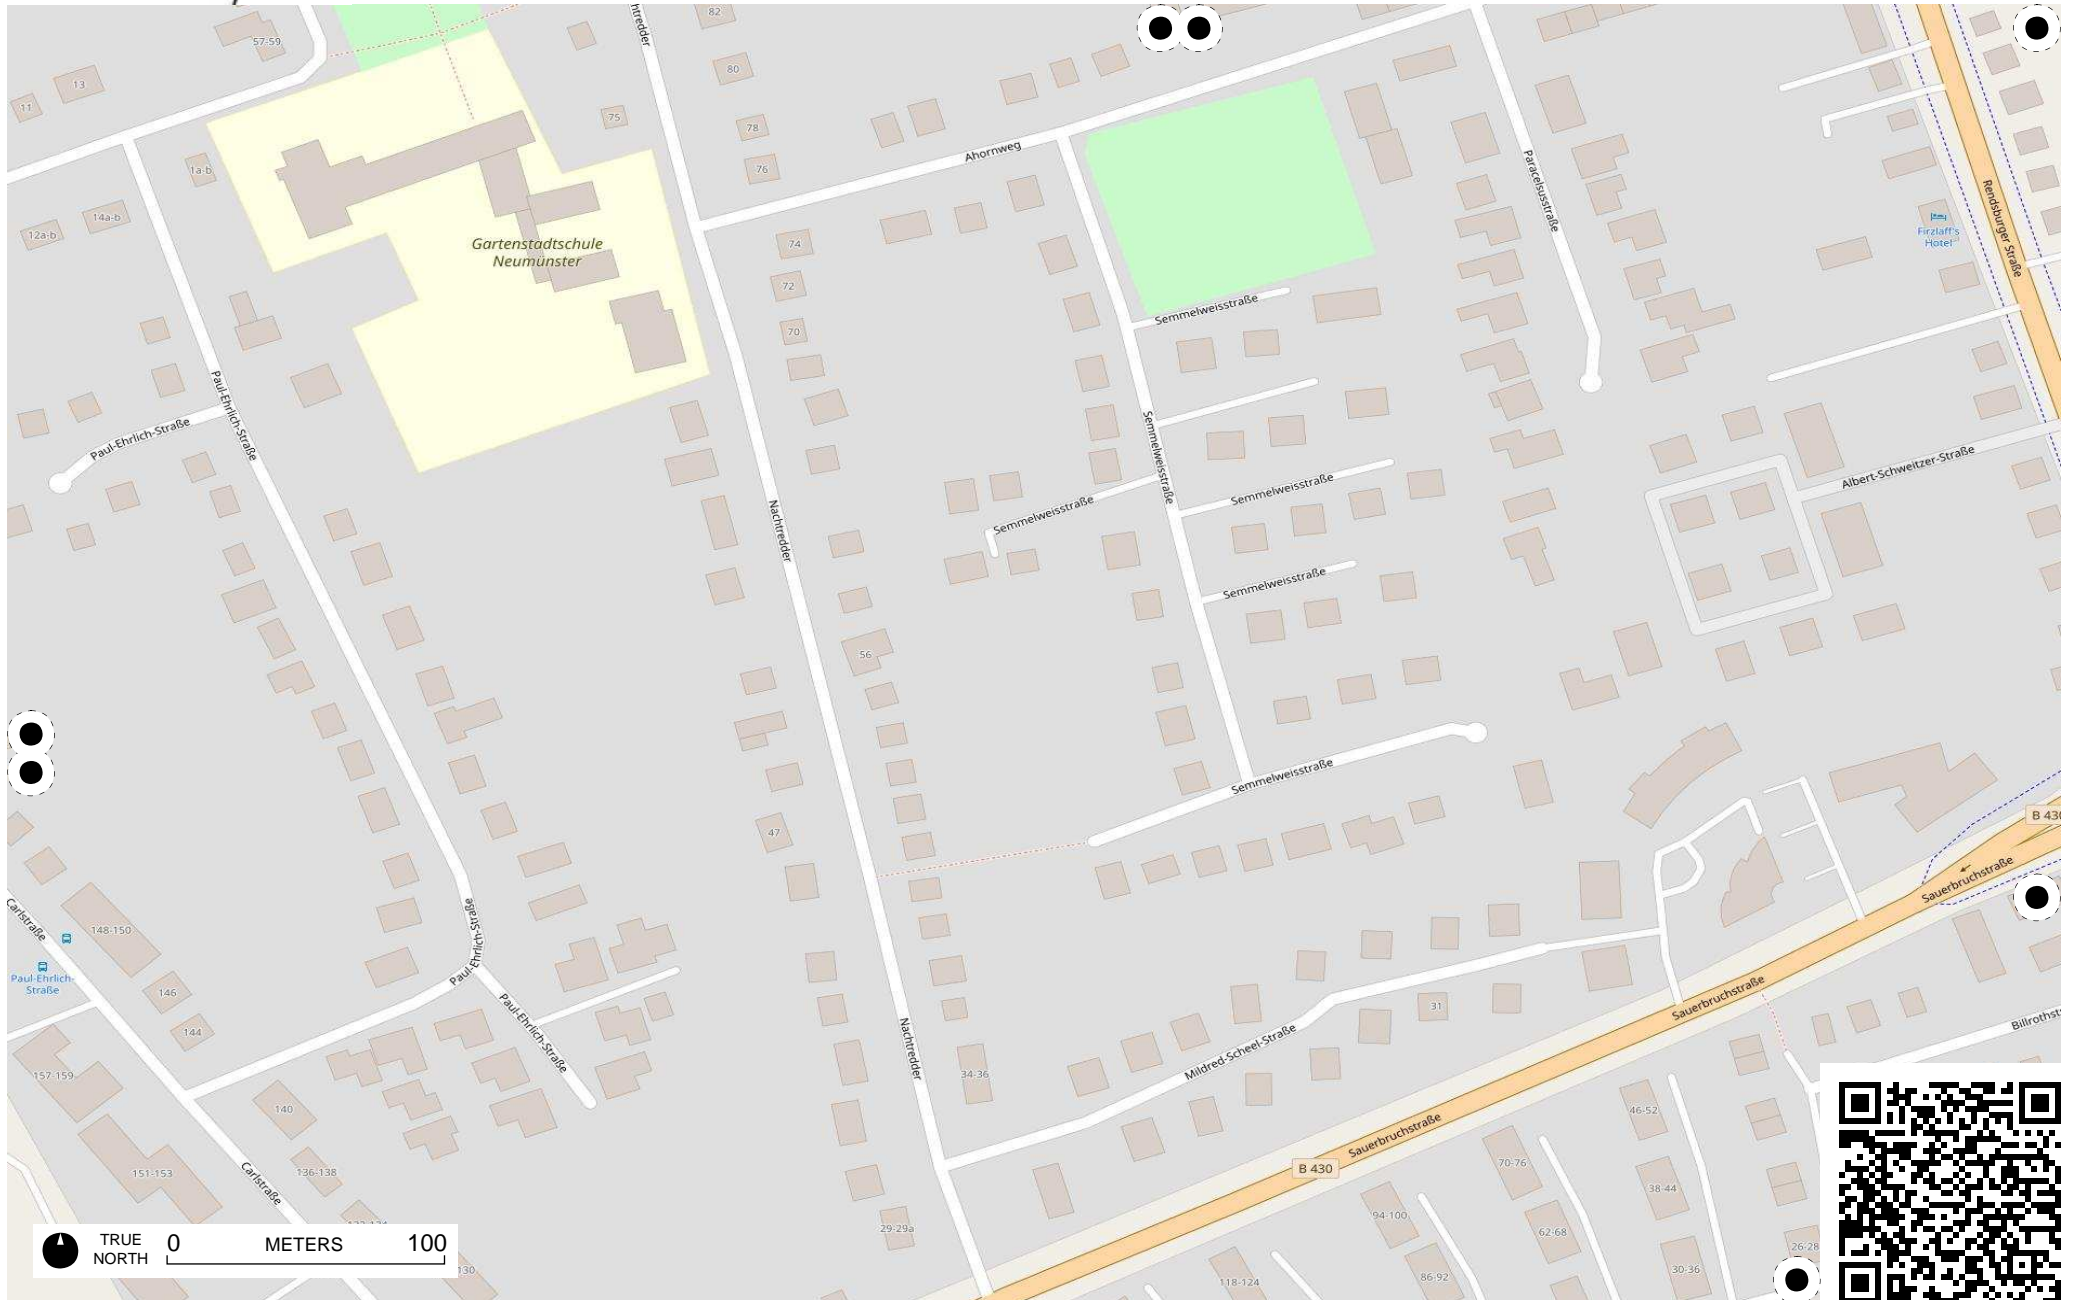 82
57-59
80
13
11
75
78
76
Ahornweg
1a-b
14a-b
12a-b
Gartenstadtschule
Neumünster
74
72
70
Paracelsusstraße
Rendsburger Straße
Firzlaff's
Hotel
Semmelweisstraße
Paul-Ehrlich-Straße
Paul-Ehrlich-Straße
Semmelweisstraße
Semmelweisstraße
Semmelweisstraße
Albert-Schweitzer-Straße
Nachtredder
Semmelweisstraße
56
Semmelweisstraße
47
B 430
Sauerbruchstraße
Carlstraße
148-150
Paul-Ehrlich-
Straße
146
144
Paul-Ehrlich-Straße
Paul-Ehrlich-Straße
Nachtredder
34-36
Mildred-Scheel-Straße
31
Sauerbruchstraße
157-159
140
151-153
136-138
Carlstraße
29-29a
Sauerbruchstraße
B 430
46-52
70-76
38-44
94-100
62-68
26-28
118-124
86-92
30-36
130
TRUE
NORTH
0 METERS 100